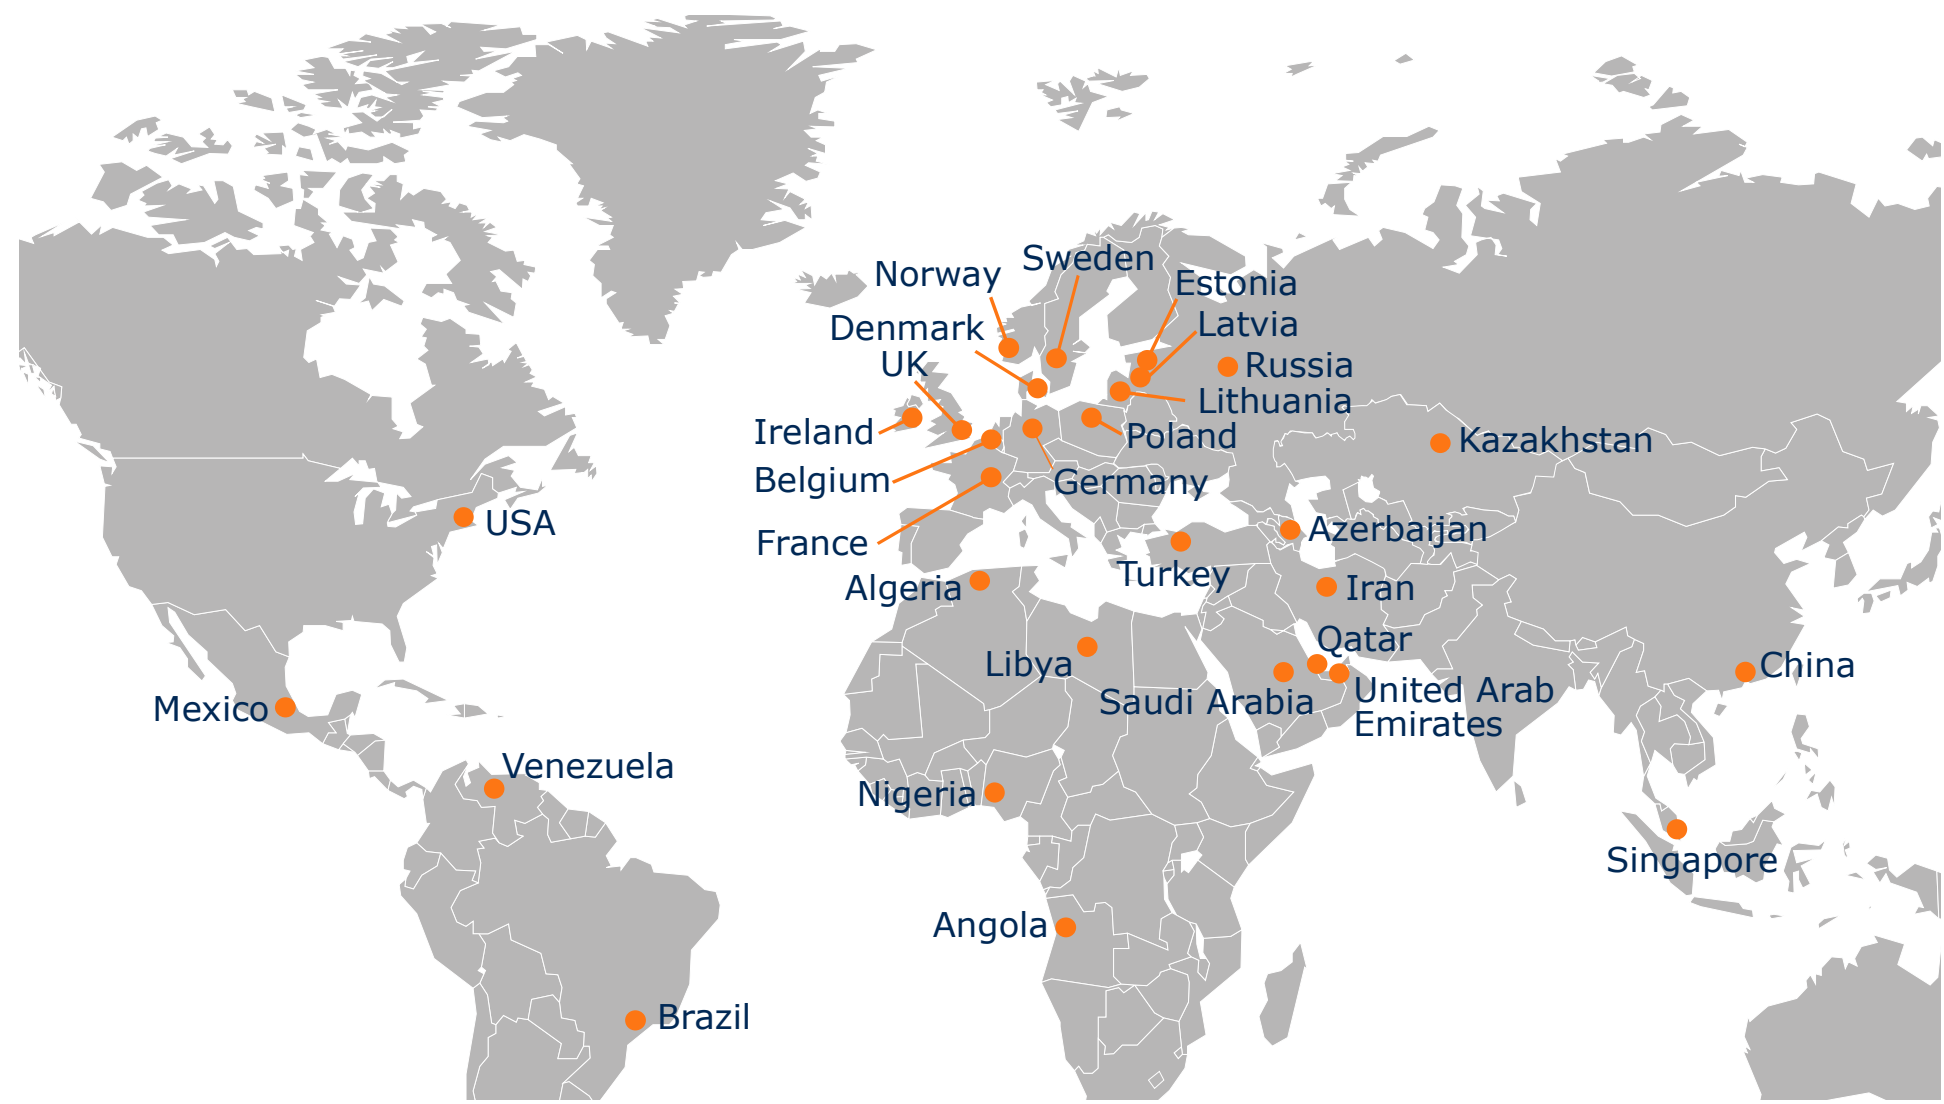 Sweden
Norway
Estonia
Denmark
Latvia
UK
Russia
Lithuania
Ireland
Poland
Kazakhstan
Belgium
Germany
USA
Azerbaijan
France
Turkey
Algeria
Iran
Qatar
Libya
China
United Arab
Emirates
Saudi Arabia
Mexico
Venezuela
Nigeria
Singapore
Angola
Brazil